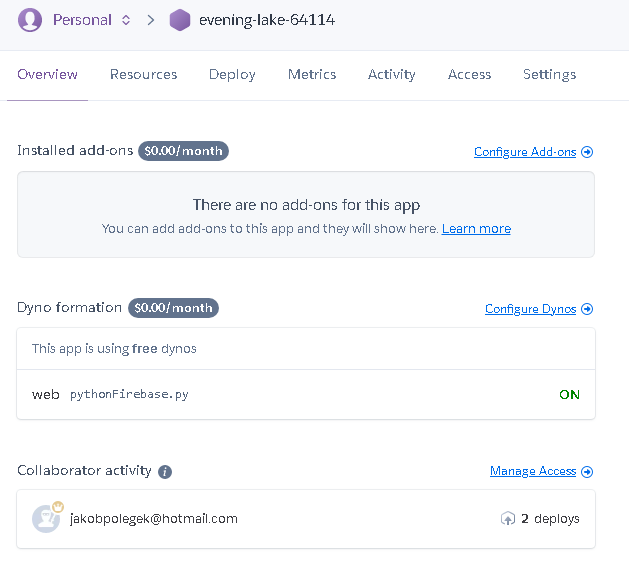 Personal evening-lake-64114
Overview Resources Deploy Metrics Activity Access Settings
Installed add-ons $0.00/month Configure Add-ons
There are no add-ons for this app
You can add add-ons to this app and they will show here. Learn more
Dyno formation $0.00/month Configure Dynos
This app is using free dynos
web pythonFirebase.py ON
Collaborator activity i Manage Access
jakobpolegek@hotmail.com 2 deploys